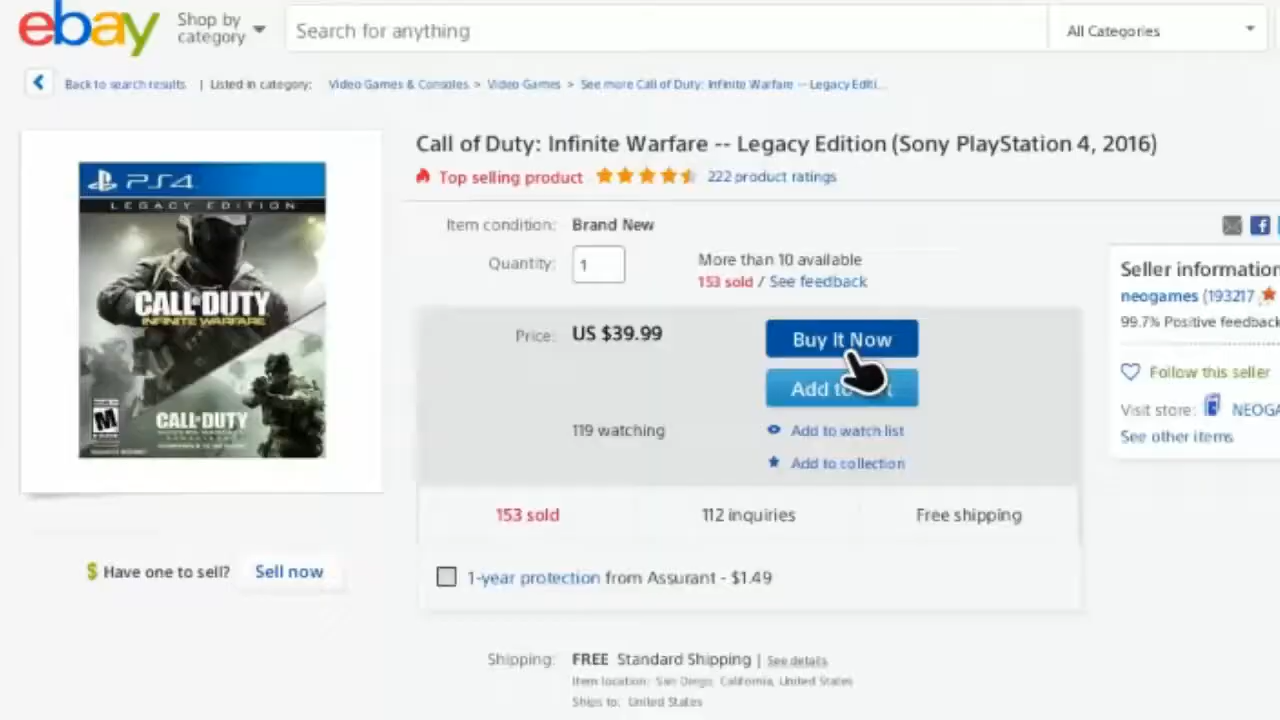 ebay
Shop by
category
Search for anything
All Categories
Back to search results | Listed in category: Video Games & Consoles > Video Games > See more Call of Duty: Infinite Warfare -- Legacy Editi...
Call of Duty: Infinite Warfare -- Legacy Edition (Sony PlayStation 4, 2016)
Top selling product 222 product ratings
PS4
LEGACY EDITION
CALL OF DUTY
INFINITE WARFARE
CALL OF DUTY
M
Item condition: Brand New
Quantity: 1
More than 10 available
153 sold / See feedback
Price: US $39.99
Buy It Now
Add to
119 watching
Add to watch list
Add to collection
153 sold 112 inquiries Free shipping
1-year protection from Assurant - $1.49
Shipping: FREE Standard Shipping | See details
Item location: San Diego, California, United States
Ships to: United States
Seller information
neogames (193217
99.7% Positive feedback
Follow this seller
Visit store: NEOGA
See other items
$ Have one to sell? Sell now